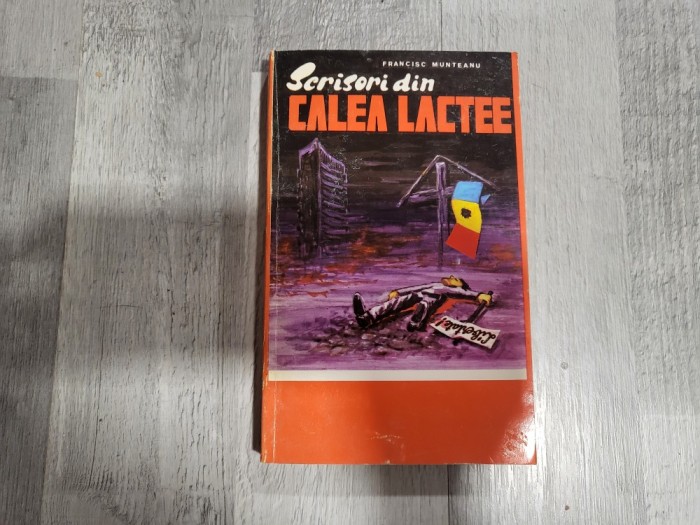 FRANCISC MUNTEANU
Scrisori din
CALEA LACTEE
Libertate!